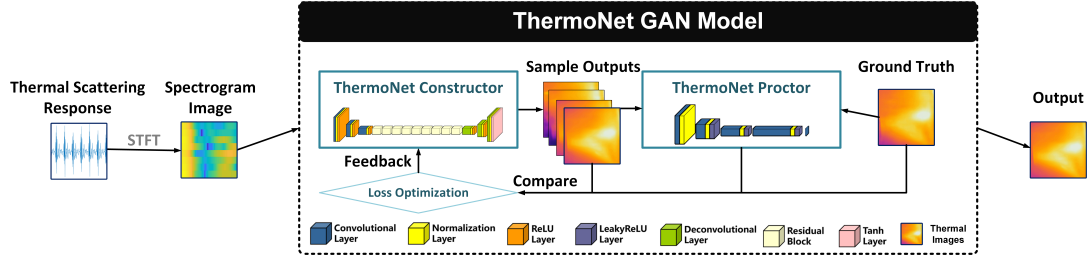 ThermoNet GAN Model
Thermal Scattering
Response
STFT
Spectrogram
Image
ThermoNet Constructor
Sample Outputs
ThermoNet Proctor
Ground Truth
Output
Feedback
Loss Optimization
Compare
Convolutional
Layer
Normalization
Layer
ReLU
Layer
LeakyReLU
Layer
Deconvolutional
Layer
Residual
Block
Tanh
Layer
Thermal
Images